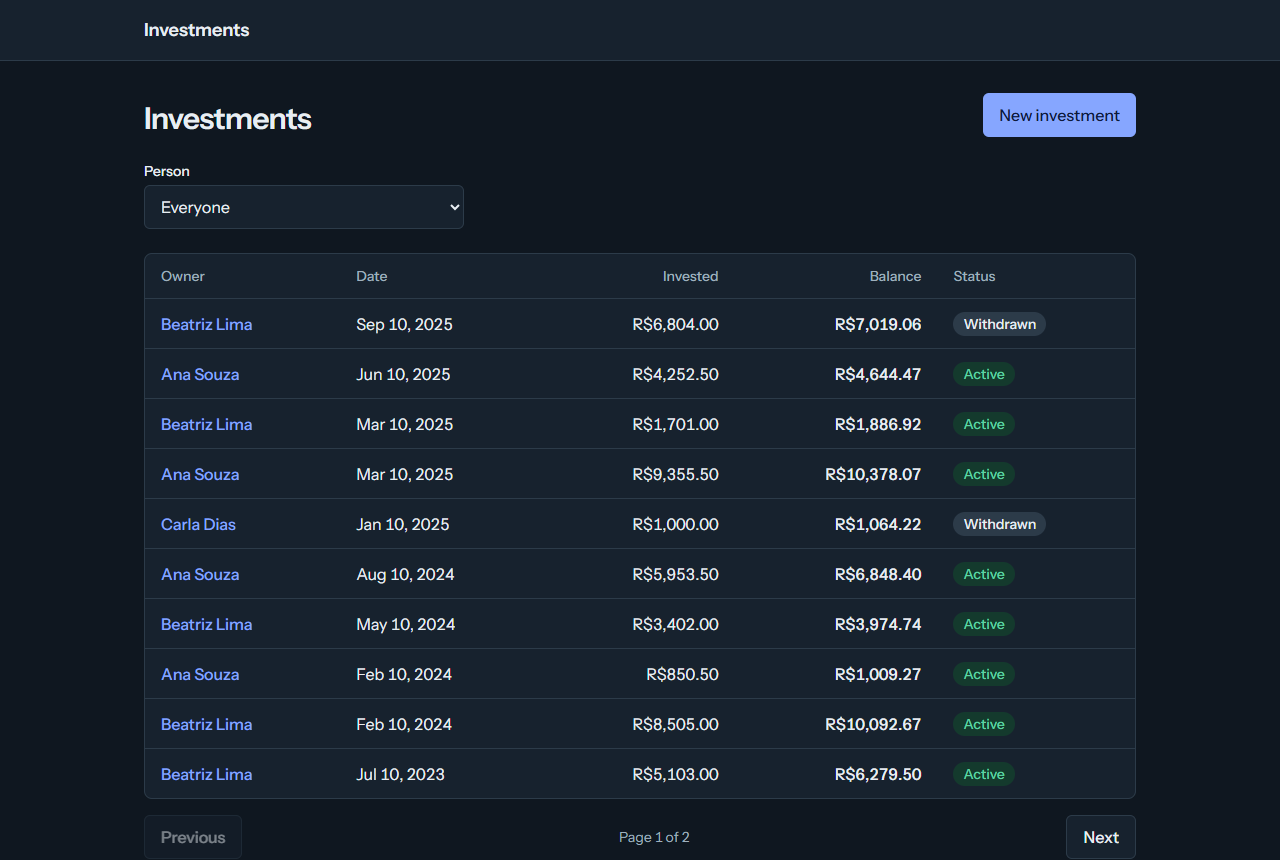 Investments
Investments
New investment
Person
Everyone
Owner Date Invested Balance Status
Beatriz Lima Sep 10, 2025 R$6,804.00 R$7,019.06 Withdrawn
Ana Souza Jun 10, 2025 R$4,252.50 R$4,644.47 Active
Beatriz Lima Mar 10, 2025 R$1,701.00 R$1,886.92 Active
Ana Souza Mar 10, 2025 R$9,355.50 R$10,378.07 Active
Carla Dias Jan 10, 2025 R$1,000.00 R$1,064.22 Withdrawn
Ana Souza Aug 10, 2024 R$5,953.50 R$6,848.40 Active
Beatriz Lima May 10, 2024 R$3,402.00 R$3,974.74 Active
Ana Souza Feb 10, 2024 R$850.50 R$1,009.27 Active
Beatriz Lima Feb 10, 2024 R$8,505.00 R$10,092.67 Active
Beatriz Lima Jul 10, 2023 R$5,103.00 R$6,279.50 Active
Previous Page 1 of 2 Next